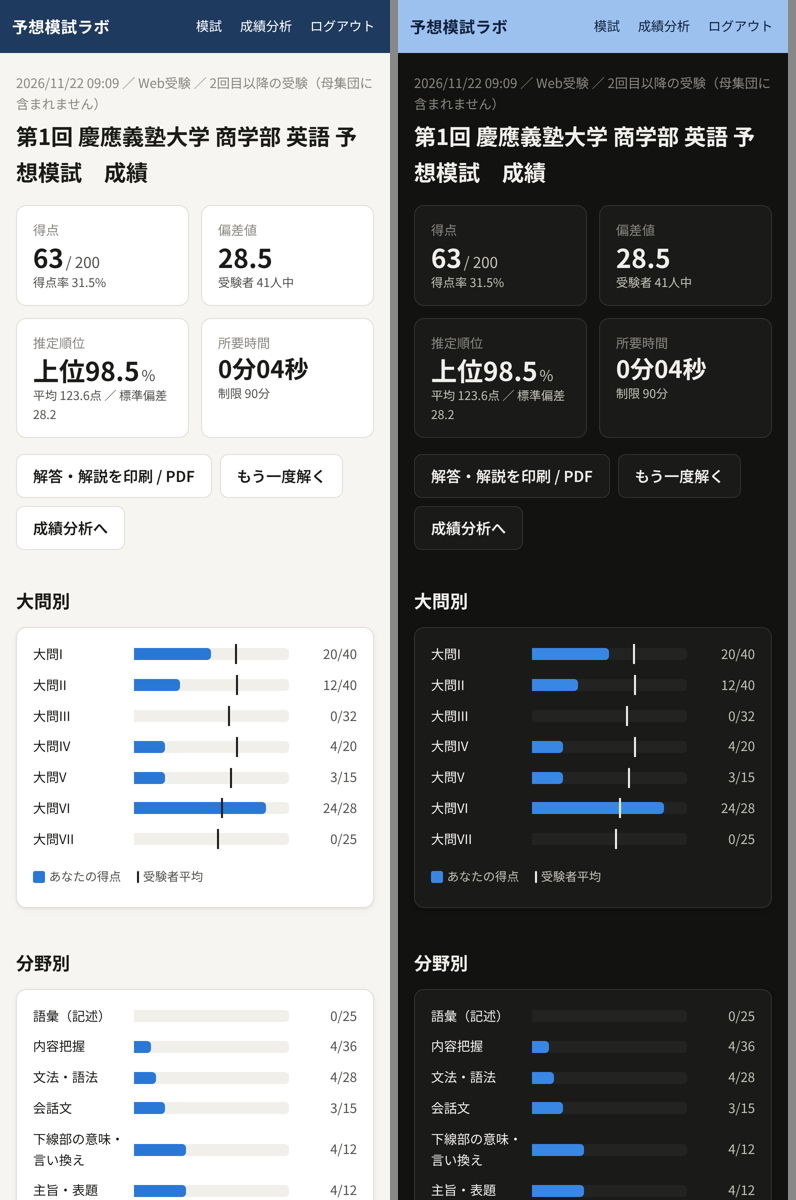 予想模試ラボ 模試 成績分析 ログアウト
2026/11/22 09:09 ／ Web受験 ／ 2回目以降の受験（母集団に
含まれません）
第1回 慶應義塾大学 商学部 英語 予
想模試　成績
得点
63 / 200
得点率 31.5%
偏差値
28.5
受験者 41人中
推定順位
上位98.5 %
平均 123.6点 ／ 標準偏差
28.2
所要時間
0分04秒
制限 90分
解答・解説を印刷 / PDF
もう一度解く
成績分析へ
大問別
大問I 20/40
大問II 12/40
大問III 0/32
大問IV 4/20
大問V 3/15
大問VI 24/28
大問VII 0/25
あなたの得点 受験者平均
分野別
語彙（記述） 0/25
内容把握 4/36
文法・語法 4/28
会話文 3/15
下線部の意味・
言い換え 4/12
主旨・表題 4/12
予想模試ラボ 模試 成績分析 ログアウト
2026/11/22 09:09 ／ Web受験 ／ 2回目以降の受験（母集団に
含まれません）
第1回 慶應義塾大学 商学部 英語 予
想模試　成績
得点
63 / 200
得点率 31.5%
偏差値
28.5
受験者 41人中
推定順位
上位98.5 %
平均 123.6点 ／ 標準偏差
28.2
所要時間
0分04秒
制限 90分
解答・解説を印刷 / PDF
もう一度解く
成績分析へ
大問別
大問I 20/40
大問II 12/40
大問III 0/32
大問IV 4/20
大問V 3/15
大問VI 24/28
大問VII 0/25
あなたの得点 受験者平均
分野別
語彙（記述） 0/25
内容把握 4/36
文法・語法 4/28
会話文 3/15
下線部の意味・
言い換え 4/12
主旨・表題 4/12